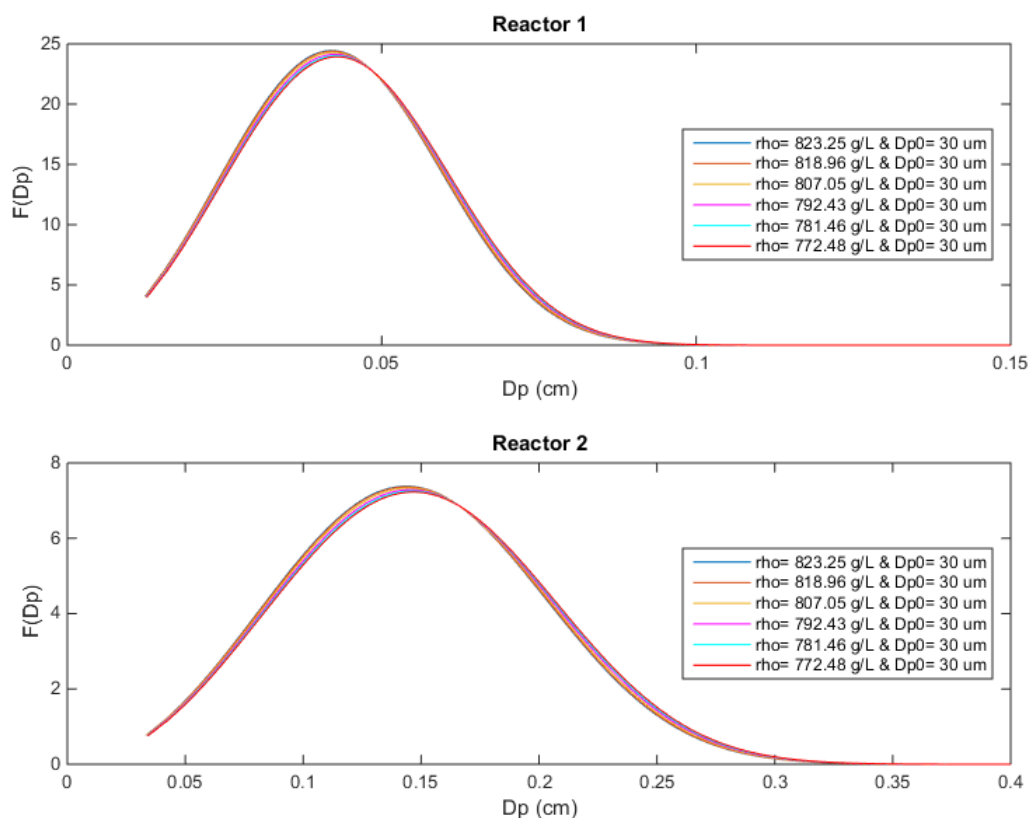 Reactor 1
25
20
15
10
5
0
F(Dp)
rho= 823.25 g/L & Dp0= 30 um
rho= 818.96 g/L & Dp0= 30 um
rho= 807.05 g/L & Dp0= 30 um
rho= 792.43 g/L & Dp0= 30 um
rho= 781.46 g/L & Dp0= 30 um
rho= 772.48 g/L & Dp0= 30 um
0 0.05 0.1 0.15
Dp (cm)
Reactor 2
8
6
4
2
0
F(Dp)
rho= 823.25 g/L & Dp0= 30 um
rho= 818.96 g/L & Dp0= 30 um
rho= 807.05 g/L & Dp0= 30 um
rho= 792.43 g/L & Dp0= 30 um
rho= 781.46 g/L & Dp0= 30 um
rho= 772.48 g/L & Dp0= 30 um
0 0.05 0.1 0.15 0.2 0.25 0.3 0.35 0.4
Dp (cm)